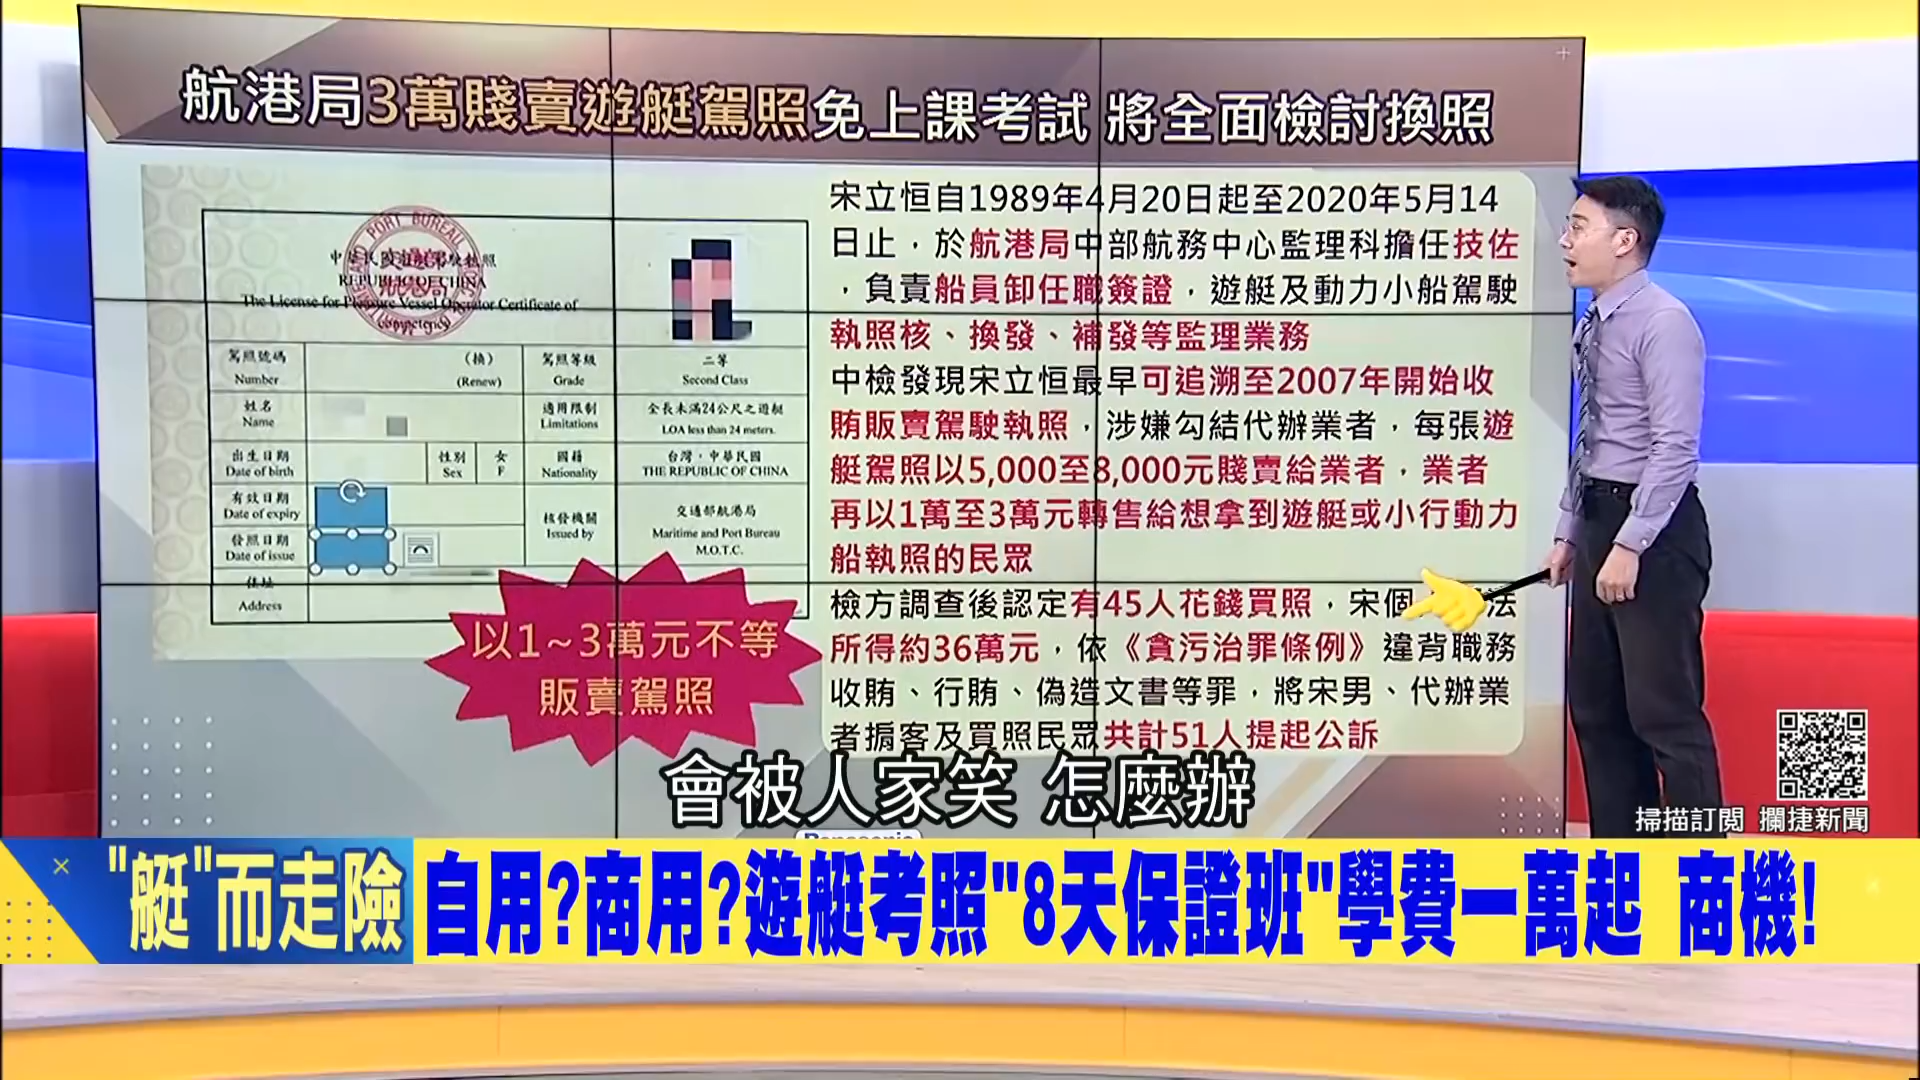 航港局3萬賤賣遊艇駕照免上課考試 將全面檢討換照
PORT BUREAU
REPUBLIC OF CHINA
The License for Pleasure Vessel Operator Certificate of
competency
駕照號碼
Number
(換)
(Renew)
駕照等級
Grade
二等
Second Class
姓名
Name
適用限制
Limitations
全長未滿24公尺之遊艇
LOA less than 24 meters.
出生日期
Date of birth
性別
Sex
女
F
國籍
Nationality
台灣,中華民國
THE REPUBLIC OF CHINA
有效日期
Date of expiry
核發機關
Issued by
交通部航港局
Maritime and Port Bureau
M.O.T.C.
發照日期
Date of issue
住址
Address
以1~3萬元不等
販賣駕照
宋立恒自1989年4月20日起至2020年5月14
日止,於航港局中部航務中心監理科擔任技佐
,負責船員卸任職簽證,遊艇及動力小船駕駛
執照核、換發、補發等監理業務
中檢發現宋立恒最早可追溯至2007年開始收
賄販賣駕駛執照,涉嫌勾結代辦業者,每張遊
艇駕照以5,000至8,000元賤賣給業者,業者
再以1萬至3萬元轉售給想拿到遊艇或小行動力
船執照的民眾
檢方調查後認定有45人花錢買照,宋個法
所得約36萬元,依《貪污治罪條例》違背職務
收賄、行賄、偽造文書等罪,將宋男、代辦業
者掮客及買照民眾共計51人提起公訴
會被人家笑 怎麼辦
掃描訂閱 攔捷新聞
"艇"而走險
自用?商用?遊艇考照"8天保證班"學費一萬起 商機!